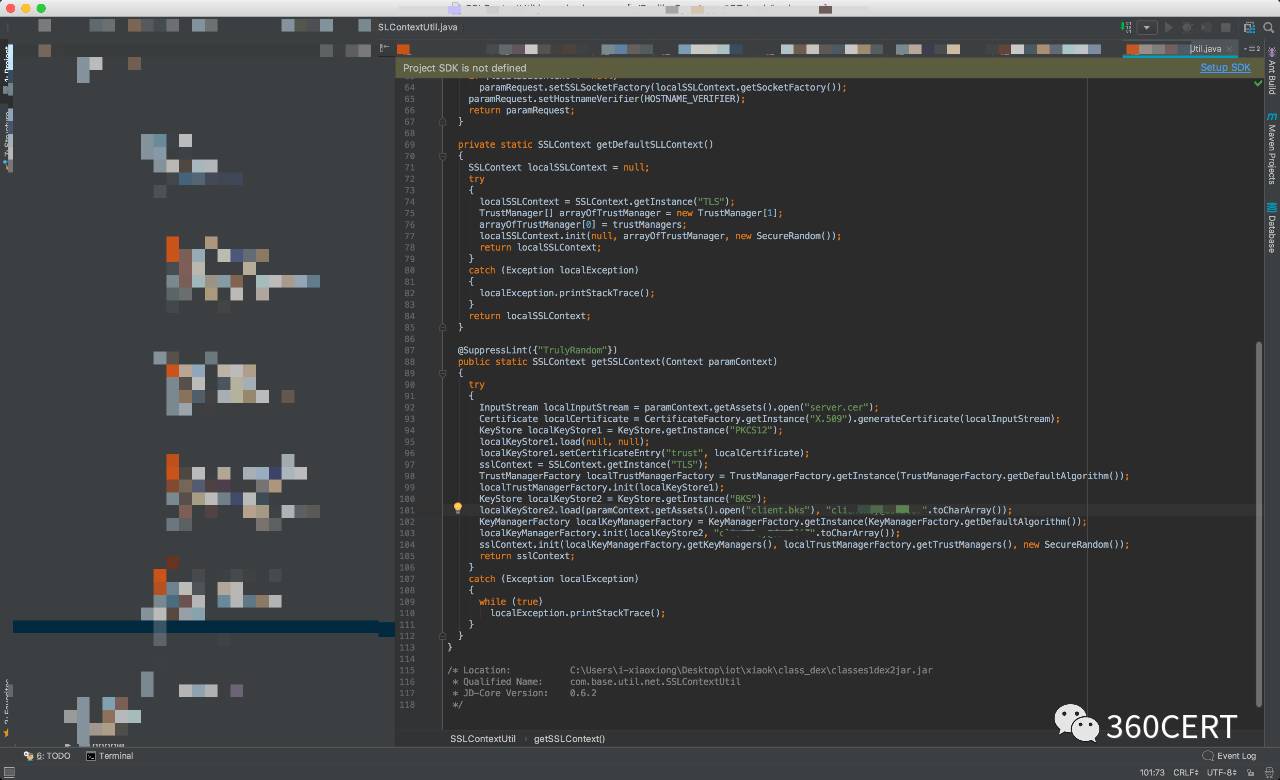 SLContextUtil.java
Util.java
Project SDK is not defined
Setup SDK
64 paramRequest.setSSLSocketFactory(localSSLContext.getSocketFactory());
65 paramRequest.setHostnameVerifier(HOSTNAME_VERIFIER);
66 return paramRequest;
67 }
68
69 private static SSLContext getDefaultSLLContext()
70 {
71 SSLContext localSSLContext = null;
72 try
73 {
74 localSSLContext = SSLContext.getInstance("TLS");
75 TrustManager[] arrayOfTrustManager = new TrustManager[1];
76 arrayOfTrustManager[0] = trustManagers;
77 localSSLContext.init(null, arrayOfTrustManager, new SecureRandom());
78 return localSSLContext;
79 }
80 catch (Exception localException)
81 {
82 localException.printStackTrace();
83 }
84 return localSSLContext;
85 }
86
87 @SuppressLint({"TrulyRandom"})
88 public static SSLContext getSSLContext(Context paramContext)
89 {
90 try
91 {
92 InputStream localInputStream = paramContext.getAssets().open("server.cer");
93 Certificate localCertificate = CertificateFactory.getInstance("X.509").generateCertificate(localInputStream);
94 KeyStore localKeyStore1 = KeyStore.getInstance("PKCS12");
95 localKeyStore1.load(null, null);
96 localKeyStore1.setCertificateEntry("trust", localCertificate);
97 sslContext = SSLContext.getInstance("TLS");
98 TrustManagerFactory localTrustManagerFactory = TrustManagerFactory.getInstance(TrustManagerFactory.getDefaultAlgorithm());
99 localTrustManagerFactory.init(localKeyStore1);
100 KeyStore localKeyStore2 = KeyStore.getInstance("BKS");
101 localKeyStore2.load(paramContext.getAssets().open("client.bks"), "cli ".toCharArray());
102 KeyManagerFactory localKeyManagerFactory = KeyManagerFactory.getInstance(KeyManagerFactory.getDefaultAlgorithm());
103 localKeyManagerFactory.init(localKeyStore2, "c ".toCharArray());
104 sslContext.init(localKeyManagerFactory.getKeyManagers(), localTrustManagerFactory.getTrustManagers(), new SecureRandom());
105 return sslContext;
106 }
107 catch (Exception localException)
108 {
109 while (true)
110 localException.printStackTrace();
111 }
112 }
113 }
114
115 /* Location: C:\Users\i-xiaoxiong\Desktop\iot\xiaok\class_dex\classes1dex2jar.jar
116 * Qualified Name: com.base.util.net.SSLContextUtil
117 * JD-Core Version: 0.6.2
118 */
Ant Build
Maven Projects
Database
360CERT
SSLContextUtil › getSSLContext()
6: TODO
Terminal
Event Log
101:73 CRLF UTF-8